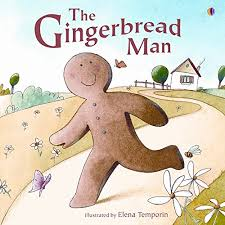 The
Gingerbread
Man
Illustrated by Elena Temporin